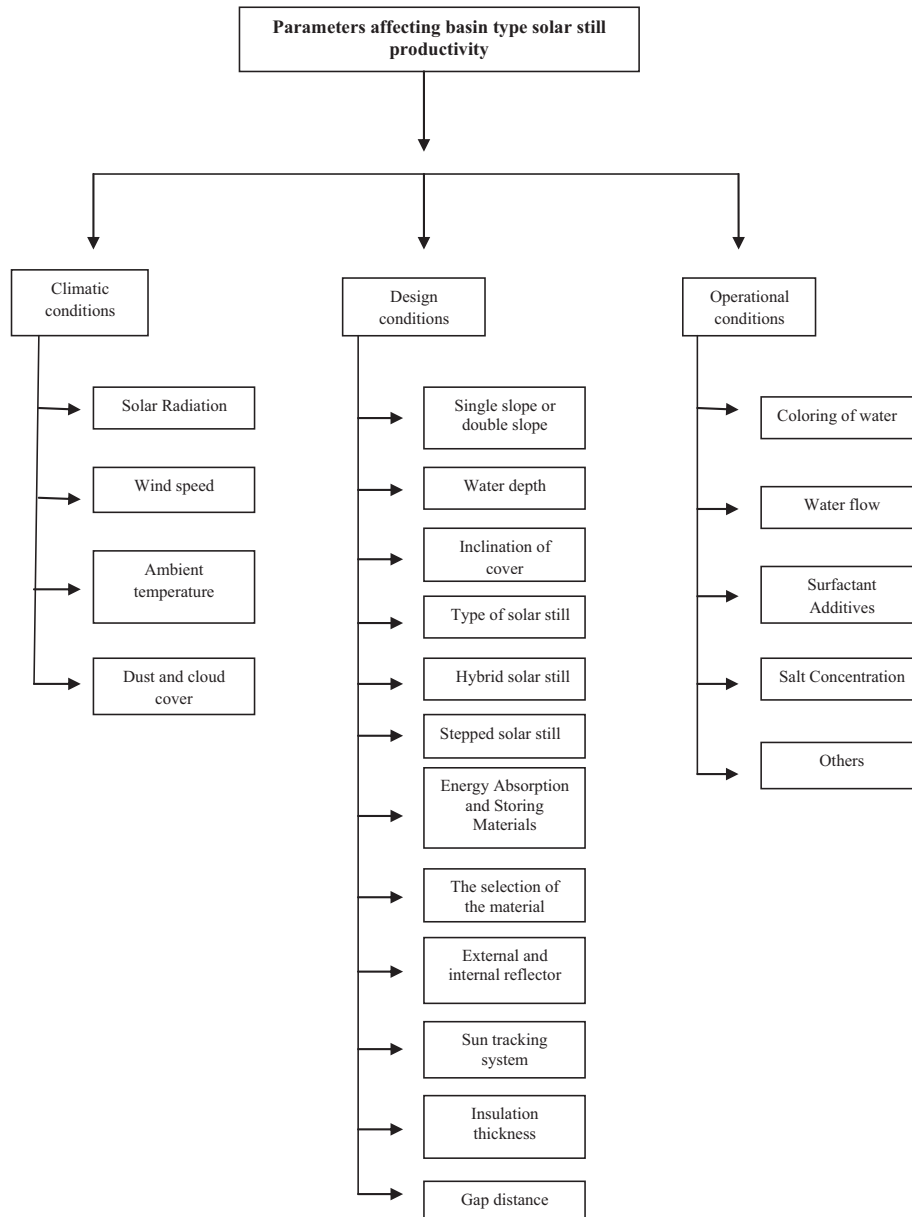 Parameters affecting basin type solar still
productivity
Climatic
conditions
Solar Radiation
Wind speed
Ambient
temperature
Dust and cloud
cover
Design
conditions
Single slope or
double slope
Water depth
Inclination of
cover
Type of solar still
Hybrid solar still
Stepped solar still
Energy Absorption
and Storing
Materials
The selection of
the material
External and
internal reflector
Sun tracking
system
Insulation
thickness
Gap distance
Operational
conditions
Coloring of water
Water flow
Surfactant
Additives
Salt Concentration
Others